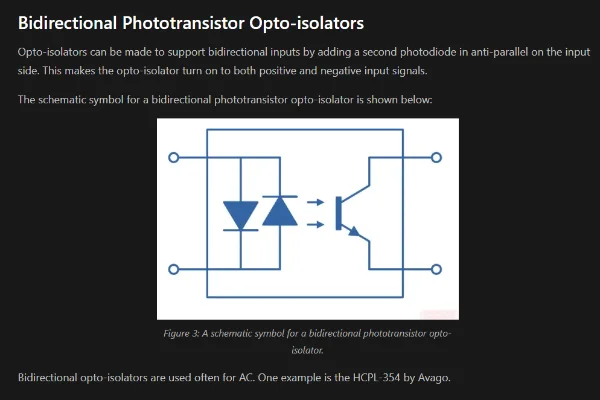 Bidirectional Phototransistor Opto-isolators
Opto-isolators can be made to support bidirectional inputs by adding a second photodiode in anti-parallel on the input
side. This makes the opto-isolator turn on to both positive and negative input signals.
The schematic symbol for a bidirectional phototransistor opto-isolator is shown below:
Figure 3: A schematic symbol for a bidirectional phototransistor opto-
isolator.
Bidirectional opto-isolators are used often for AC. One example is the HCPL-354 by Avago.